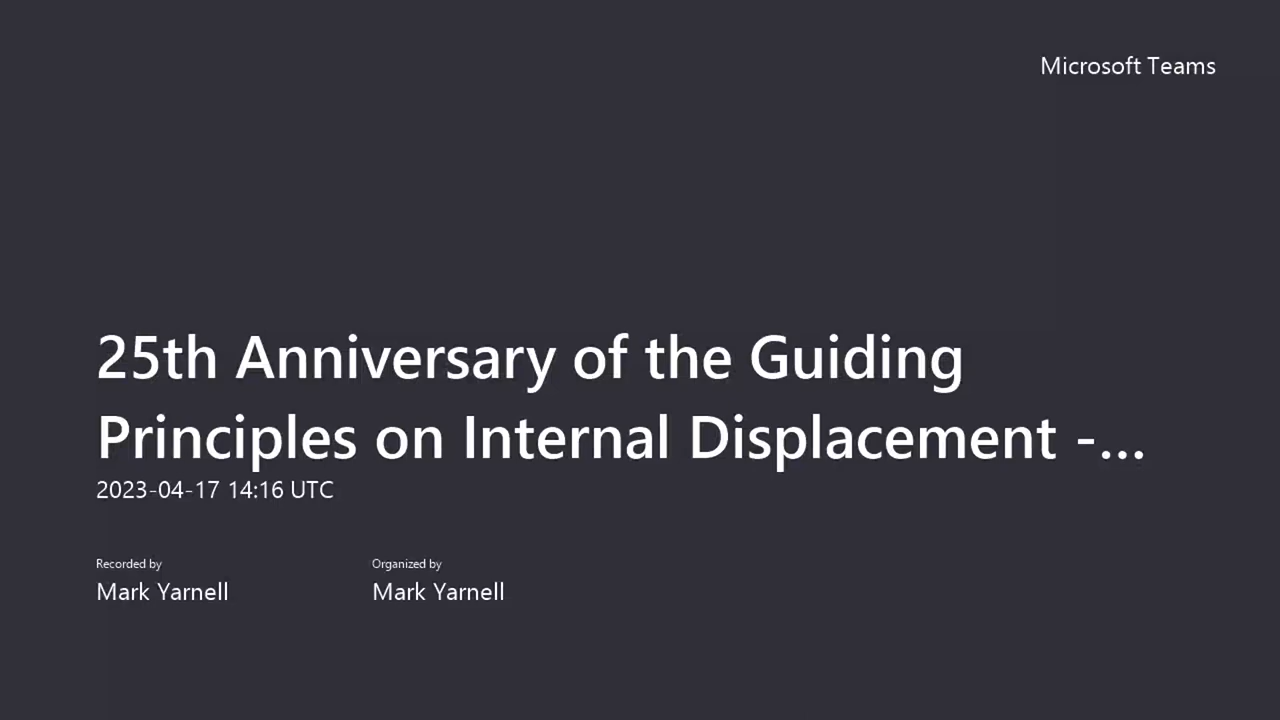 Microsoft Teams
25th Anniversary of the Guiding
Principles on Internal Displacement -...
2023-04-17 14:16 UTC
Recorded by
Mark Yarnell
Organized by
Mark Yarnell